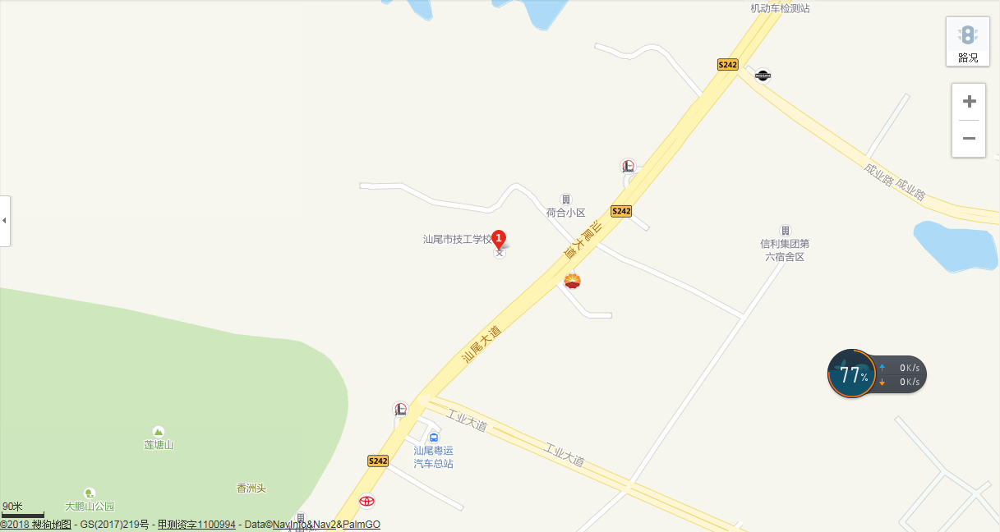 机动车检测站
路况
S242
NISSAN
成业路
成业路
荷合小区
S242
汕尾大道
汕尾市技工学校
1
信利集团第
六宿舍区
汕尾大道
77%
0K/s
0K/s
工业大道
工业大道
莲塘山
汕尾粤运
汽车总站
S242
香洲头
大鹏山公园
90米
©2018 搜狗地图 - GS(2017)219号 - 甲测资字1100994 - Data©NavInfo&Nav2&PalmGO